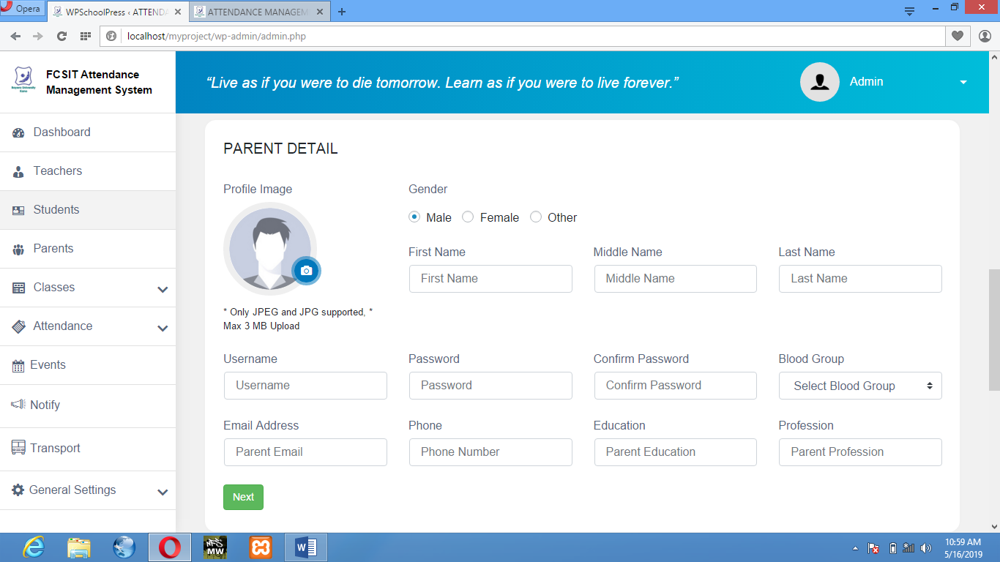 Opera
WPSchoolPress ‹ ATTENDA
ATTENDANCE MANAGEM
localhost/myproject/wp-admin/admin.php
Bayero University
Kano
FCSIT Attendance
Management System
“Live as if you were to die tomorrow. Learn as if you were to live forever.”
Admin
Dashboard
Teachers
Students
Parents
Classes
Attendance
Events
Notify
Transport
General Settings
PARENT DETAIL
Profile Image
Gender
Male Female Other
* Only JPEG and JPG supported, *
Max 3 MB Upload
First Name Middle Name Last Name
First Name Middle Name Last Name
Username Password Confirm Password Blood Group
Username Password Confirm Password Select Blood Group
Email Address Phone Education Profession
Parent Email Phone Number Parent Education Parent Profession
Next
NFS
MW
W
10:59 AM
5/16/2019